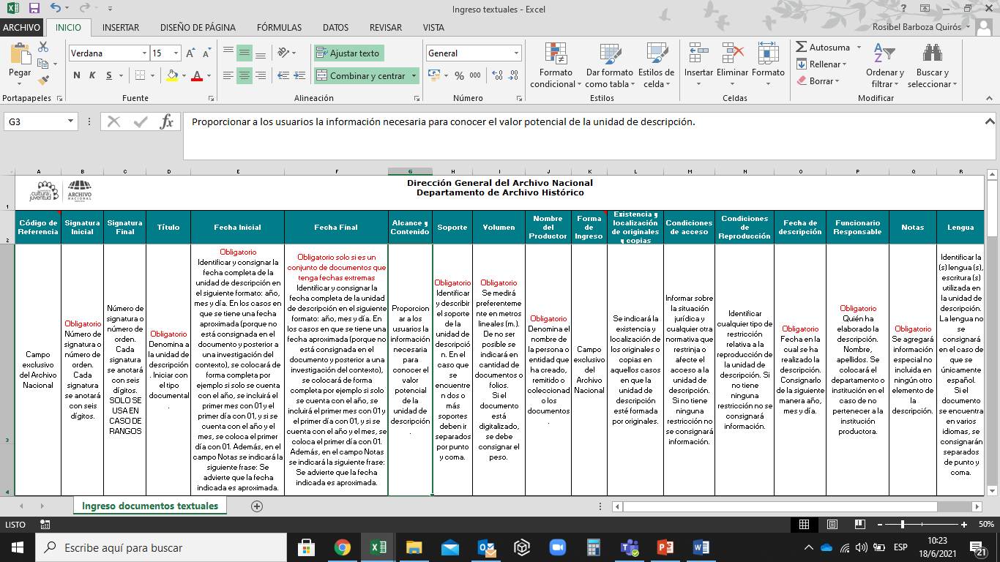 Ingreso textuales - Excel
ARCHIVO INICIO INSERTAR DISEÑO DE PÁGINA FÓRMULAS DATOS REVISAR VISTA
Rosibel Barboza Quirós
Pegar
Verdana 15
N K S
Ajustar texto
Combinar y centrar
General
% 000
Formato condicional
Dar formato como tabla
Estilos de celda
Insertar Eliminar Formato
Autosuma
Rellenar
Borrar
Ordenar y filtrar
Buscar y seleccionar
Portapapeles Fuente Alineación Número Estilos Celdas Modificar
G3
Proporcionar a los usuarios la información necesaria para conocer el valor potencial de la unidad de descripción.
A B C D E F G H I J K L M N O P Q R
cultura y
juventud
ARCHIVO
NACIONAL
Dirección General del Archivo Nacional
Departamento de Archivo Histórico
1
2
3
4
Código de
Referencia
Signatura
Inicial
Signatura
Final
Título
Fecha Inicial
Fecha Final
Alcance y
Contenido
Soporte
Volumen
Nombre
del
Productor
Forma
de
Ingreso
Existencia y
localización
de originales
y copias
Condiciones
de acceso
Condiciones
de
Reproducción
Fecha de
descripción
Funcionario
Responsable
Notas
Lengua
Campo
exclusivo
del Archivo
Nacional
Obligatorio
Número de
signatura o
número de
orden.
Cada
signatura
se anotará
con seis
dígitos.
Número de
signatura o
número de
orden.
Cada
signatura
se anotará
con seis
dígitos.
SOLO SE
USA EN
CASO DE
RANGOS
Obligatorio
Denomina a
la unidad de
descripción
. Iniciar con
el tipo
documental
.
Obligatorio
Identificar y consignar la
fecha completa de la
unidad de descripción en
el siguiente formato: año,
mes y día. En los casos en
que se tiene una fecha
aproximada (porque no
está consignada en el
documento y posterior a
una investigación del
contexto), se colocará de
forma completa por
ejemplo si solo se cuenta
con el año, se incluirá el
primer mes con 01 y el
primer día con 01, y si se
cuenta con el año y el
mes, se coloca el primer
día con 01. Además, en el
campo Notas se indicará la
siguiente frase: Se
advierte que la fecha
indicada es aproximada.
Obligatorio solo si es un
conjunto de documentos que
tenga fechas extremas
Identificar y consignar la
fecha completa de la unidad
de descripción en el siguiente
formato: año, mes y día. En
los casos en que se tiene una
fecha aproximada (porque no
está consignada en el
documento y posterior a una
investigación del contexto),
se colocará de forma
completa por ejemplo si solo
se cuenta con el año, se
incluirá el primer mes con 01 y
el primer día con 01, y si se
cuenta con el año y el mes, se
coloca el primer día con 01.
Además, en el campo Notas
se indicará la siguiente frase:
Se advierte que la fecha
indicada es aproximada.
Proporcion
ar a los
usuarios la
información
necesaria
para
conocer el
valor
potencial
de la
unidad de
descripción
.
Obligatorio
Identificar
y describir
el soporte
de la
unidad de
descripció
n. En el
caso que
se
encuentre
n dos o
más
soportes
deben ir
separados
por punto
y coma.
Obligatorio
Se medirá
preferenteme
nte en metros
lineales (m.).
De no ser
posible se
indicará en
cantidad de
documentos o
folios.
Si el
documento
está
digitalizado,
se debe
consignar el
peso.
Obligatorio
Denomina el
nombre de
la persona o
entidad que
ha creado,
remitido o
coleccionad
o los
documentos
.
Campo
exclusivo
del
Archivo
Nacional
Se indicará la
existencia y
localización de
los originales o
copias en
aquellos casos
en que la
unidad de
descripción
esté formada
por originales.
Informar sobre
la situación
jurídica y
cualquier otra
normativa que
restrinja o
afecte el
acceso a la
unidad de
descripción.
Si no tiene
ninguna
restricción no
se consignará
información.
Identificar
cualquier tipo de
restricción
relativa a la
reproducción de
la unidad de
descripción. Si
no tiene
ninguna
restricción no se
consignará
información.
Obligatorio
Fecha en la
cual se ha
realizado la
descripción.
Consignarlo
de la siguiente
manera año,
mes y día.
Obligatorio
Quién ha
elaborado la
descripción.
Nombre,
apellidos. Se
colocará el
departamento o
institución en el
caso de no
pertenecer a la
institución
productora.
Obligatorio
Se agregará
información
especial no
incluida en
ningún otro
elemento de
la
descripción.
Identificar la
(s) lengua (s),
escritura (s)
utilizada en
la unidad de
descripción.
La lengua no
se
consignará
en el caso de
que se
únicamente
español.
Si el
documento
se encuentra
en varios
idiomas, se
consignarán
separados
de punto y
coma.
Ingreso documentos textuales
LISTO
50%
Escribe aquí para buscar
ESP
10:23
18/6/2021
21